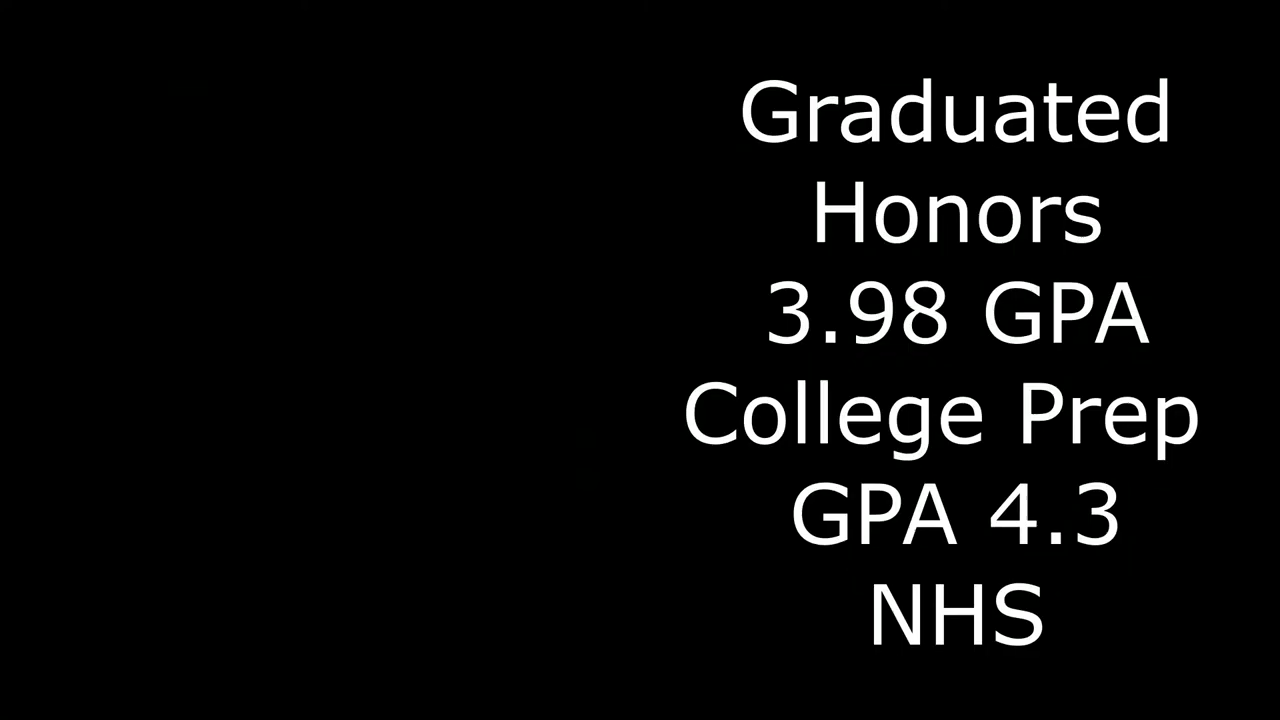 Graduated
Honors
3.98 GPA
College Prep
GPA 4.3
NHS